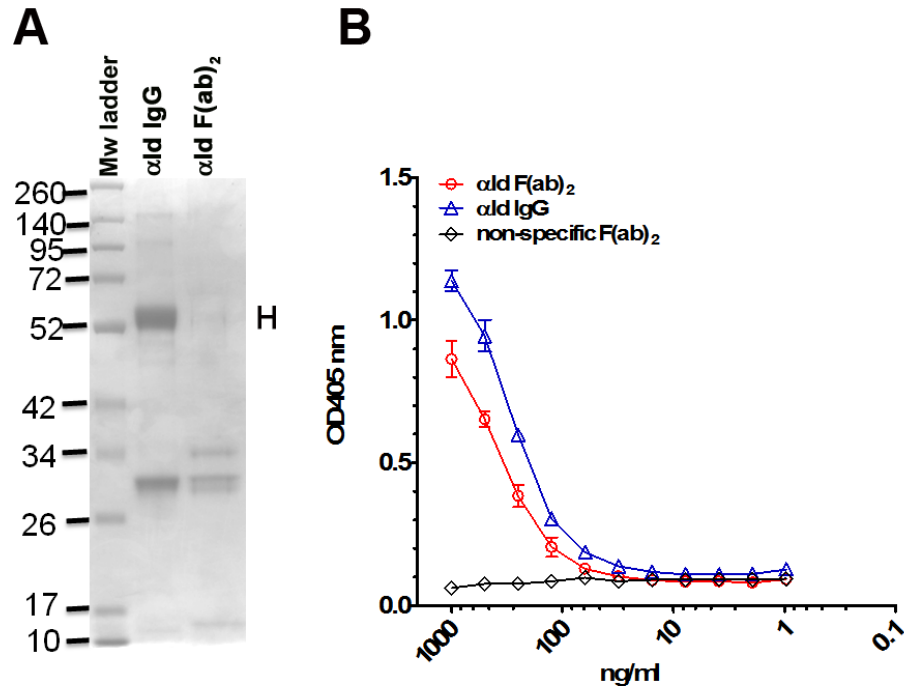 A
Mw ladder
αId IgG
αId F(ab)₂
260
140
95
72
52
42
34
26
17
10
H
B
αId F(ab)₂
αId IgG
non-specific F(ab)₂
1.5
1.0
0.5
0.0
OD405 nm
1000
100
10
1
0.1
ng/ml